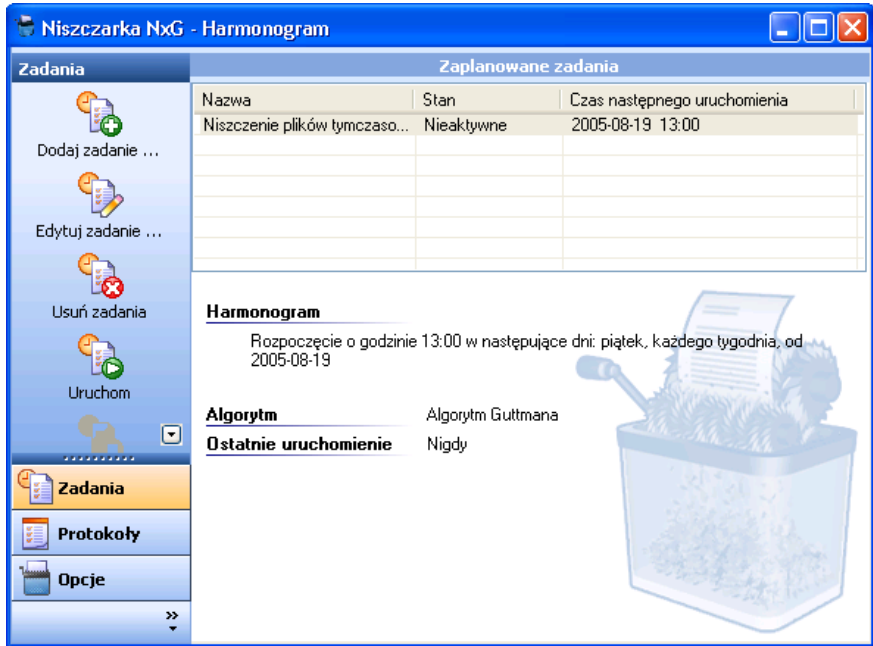 Niszczarka NxG - Harmonogram
Zadania
Dodaj zadanie ...
Edytuj zadanie ...
Usuń zadania
Uruchom
Zadania
Protokoły
Opcje
Zaplanowane zadania
Nazwa Stan Czas następnego uruchomienia
Niszczenie plików tymczaso... Nieaktywne 2005-08-19 13:00
Harmonogram
Rozpoczęcie o godzinie 13:00 w następujące dni: piątek, każdego tygodnia, od
2005-08-19
Algorytm Algorytm Guttmana
Ostatnie uruchomienie Nigdy